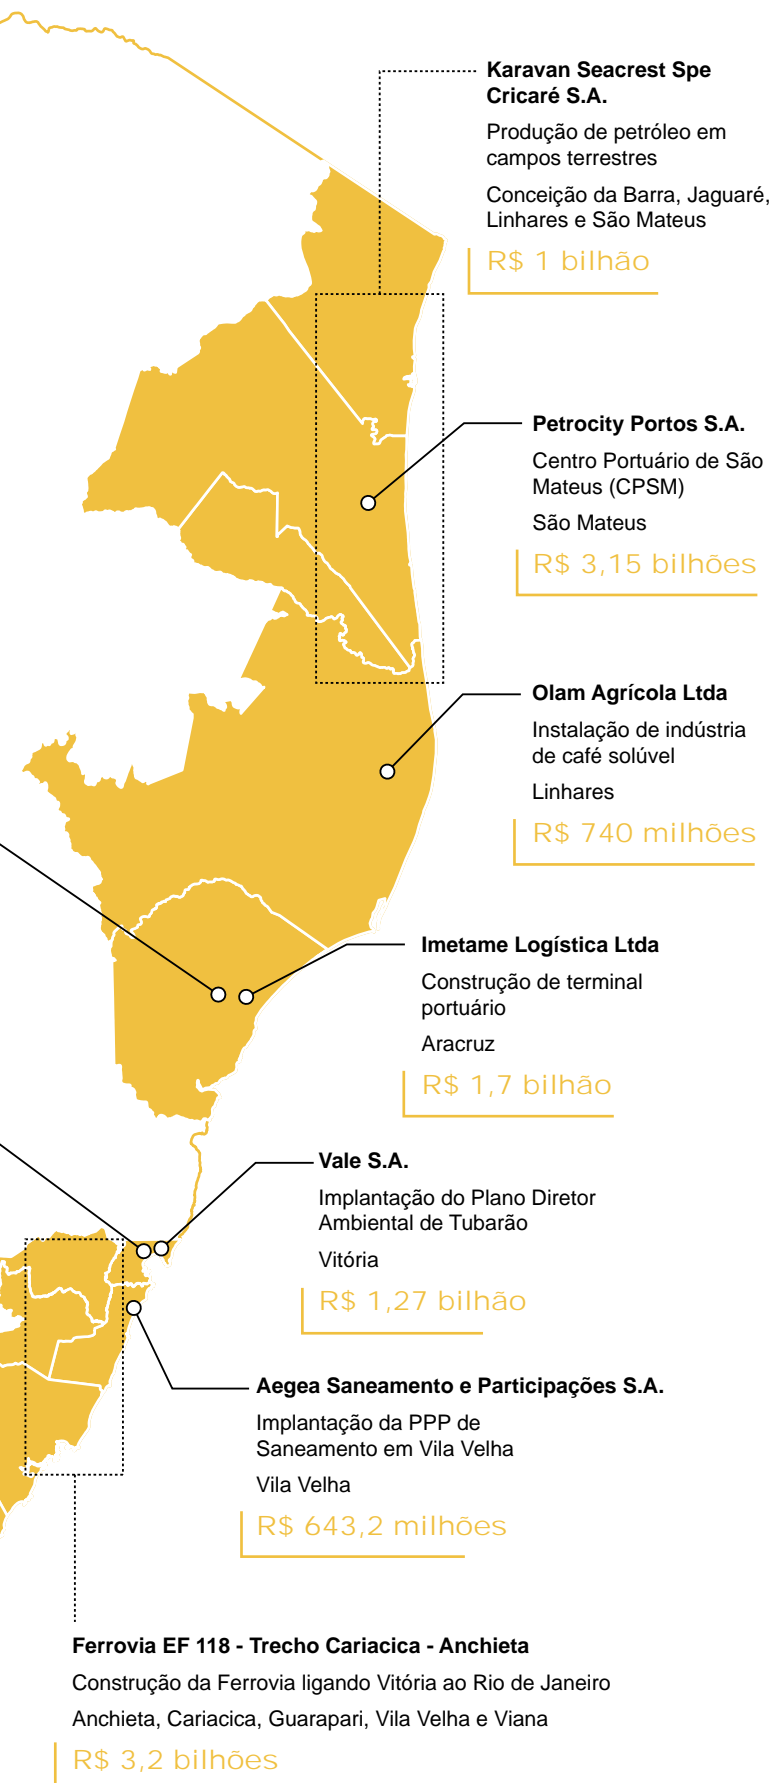 Karavan Seacrest Spe
Cricaré S.A.
Produção de petróleo em
campos terrestres
Conceição da Barra, Jaguaré,
Linhares e São Mateus
R$ 1 bilhão
Petrocity Portos S.A.
Centro Portuário de São
Mateus (CPSM)
São Mateus
R$ 3,15 bilhões
Olam Agrícola Ltda
Instalação de indústria
de café solúvel
Linhares
R$ 740 milhões
Imetame Logística Ltda
Construção de terminal
portuário
Aracruz
R$ 1,7 bilhão
Vale S.A.
Implantação do Plano Diretor
Ambiental de Tubarão
Vitória
R$ 1,27 bilhão
Aegea Saneamento e Participações S.A.
Implantação da PPP de
Saneamento em Vila Velha
Vila Velha
R$ 643,2 milhões
Ferrovia EF 118 - Trecho Cariacica - Anchieta
Construção da Ferrovia ligando Vitória ao Rio de Janeiro
Anchieta, Cariacica, Guarapari, Vila Velha e Viana
R$ 3,2 bilhões